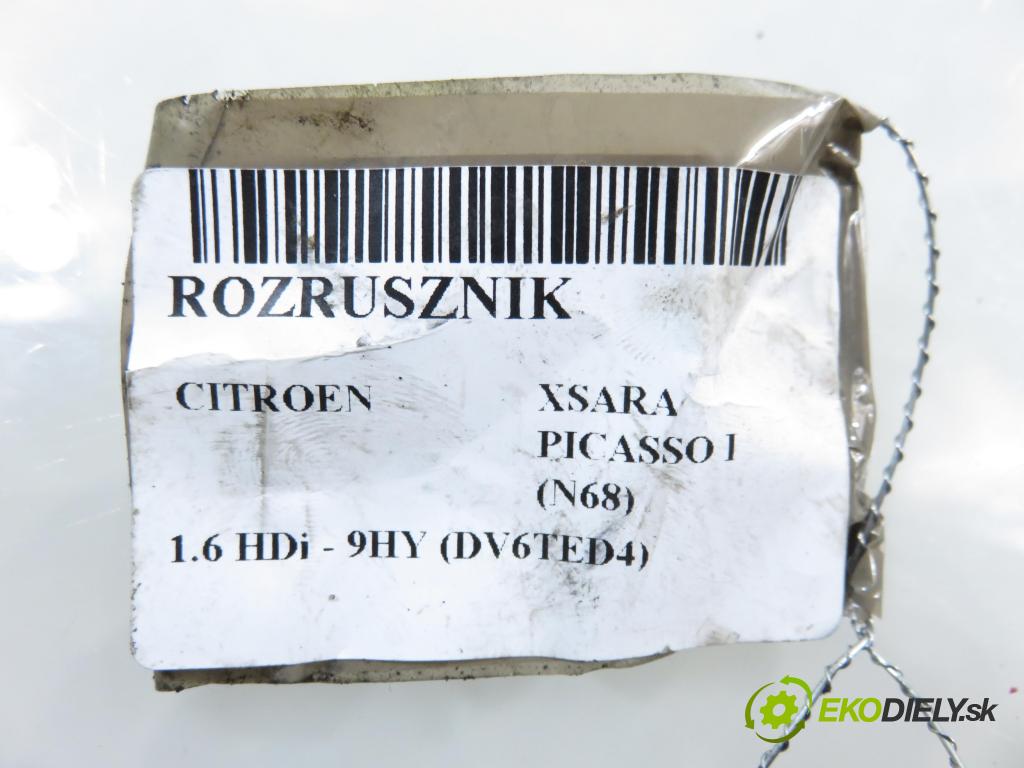 ROZRUSZNIK
CITROEN
XSARA
PICASSO I
(N68)
1.6 HDi - 9HY (DV6TED4)
EKODIELY.sk